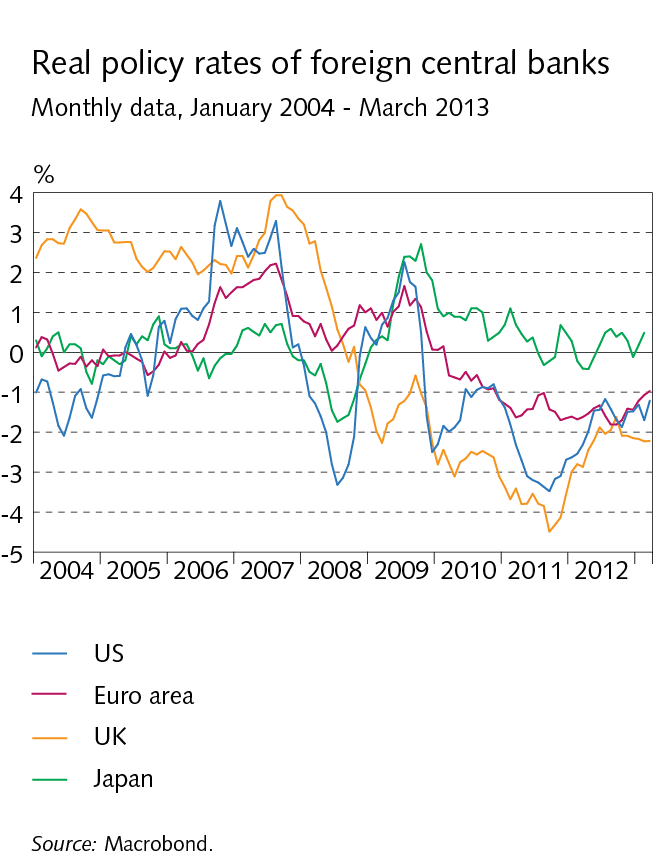 Real policy rates of foreign central banks
Monthly data, January 2004 - March 2013
%
4
3
2
1
0
-1
-2
-3
-4
-5
2004 2005 2006 2007 2008 2009 2010 2011 2012
US
Euro area
UK
Japan
Source: Macrobond.